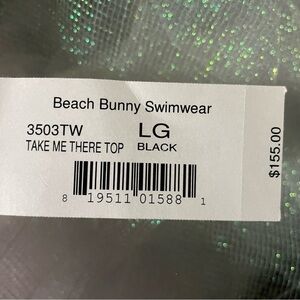 Beach Bunny Swimwear
3503TW LG
TAKE ME THERE TOP BLACK
8 19511 01588 1
$155.00